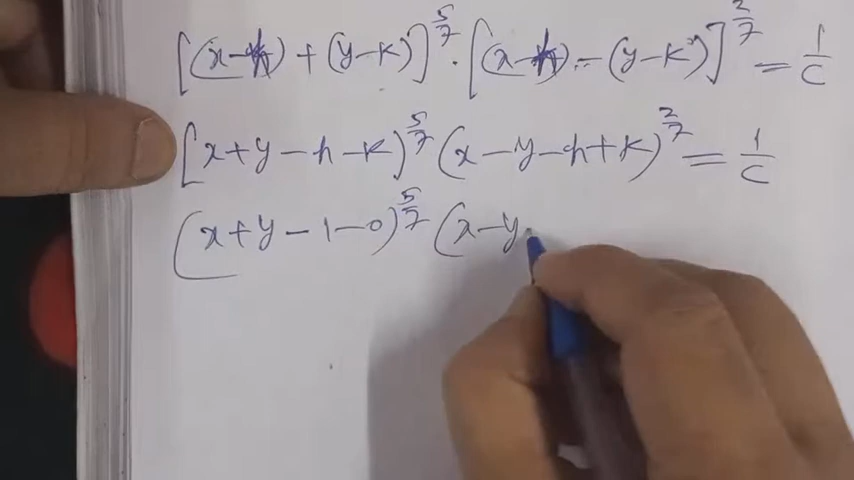 [(x-h)+(y-k)]^{5/7} · [(x-h)-(y-k)]^{2/7} = 1/C
[x+y-h-k)^{5/7} (x-y-h+k)^{2/7} = 1/C
(x+y-1-0)^{5/7} (x-y